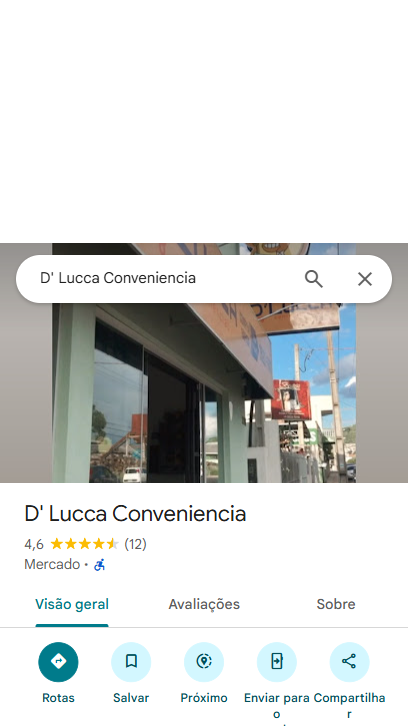 D' Lucca Conveniencia
D' Lucca Conveniencia
4,6 (12)
Mercado •
Visão geral
Avaliações
Sobre
Rotas
Salvar
Próximo
Enviar para o
Compartilhar